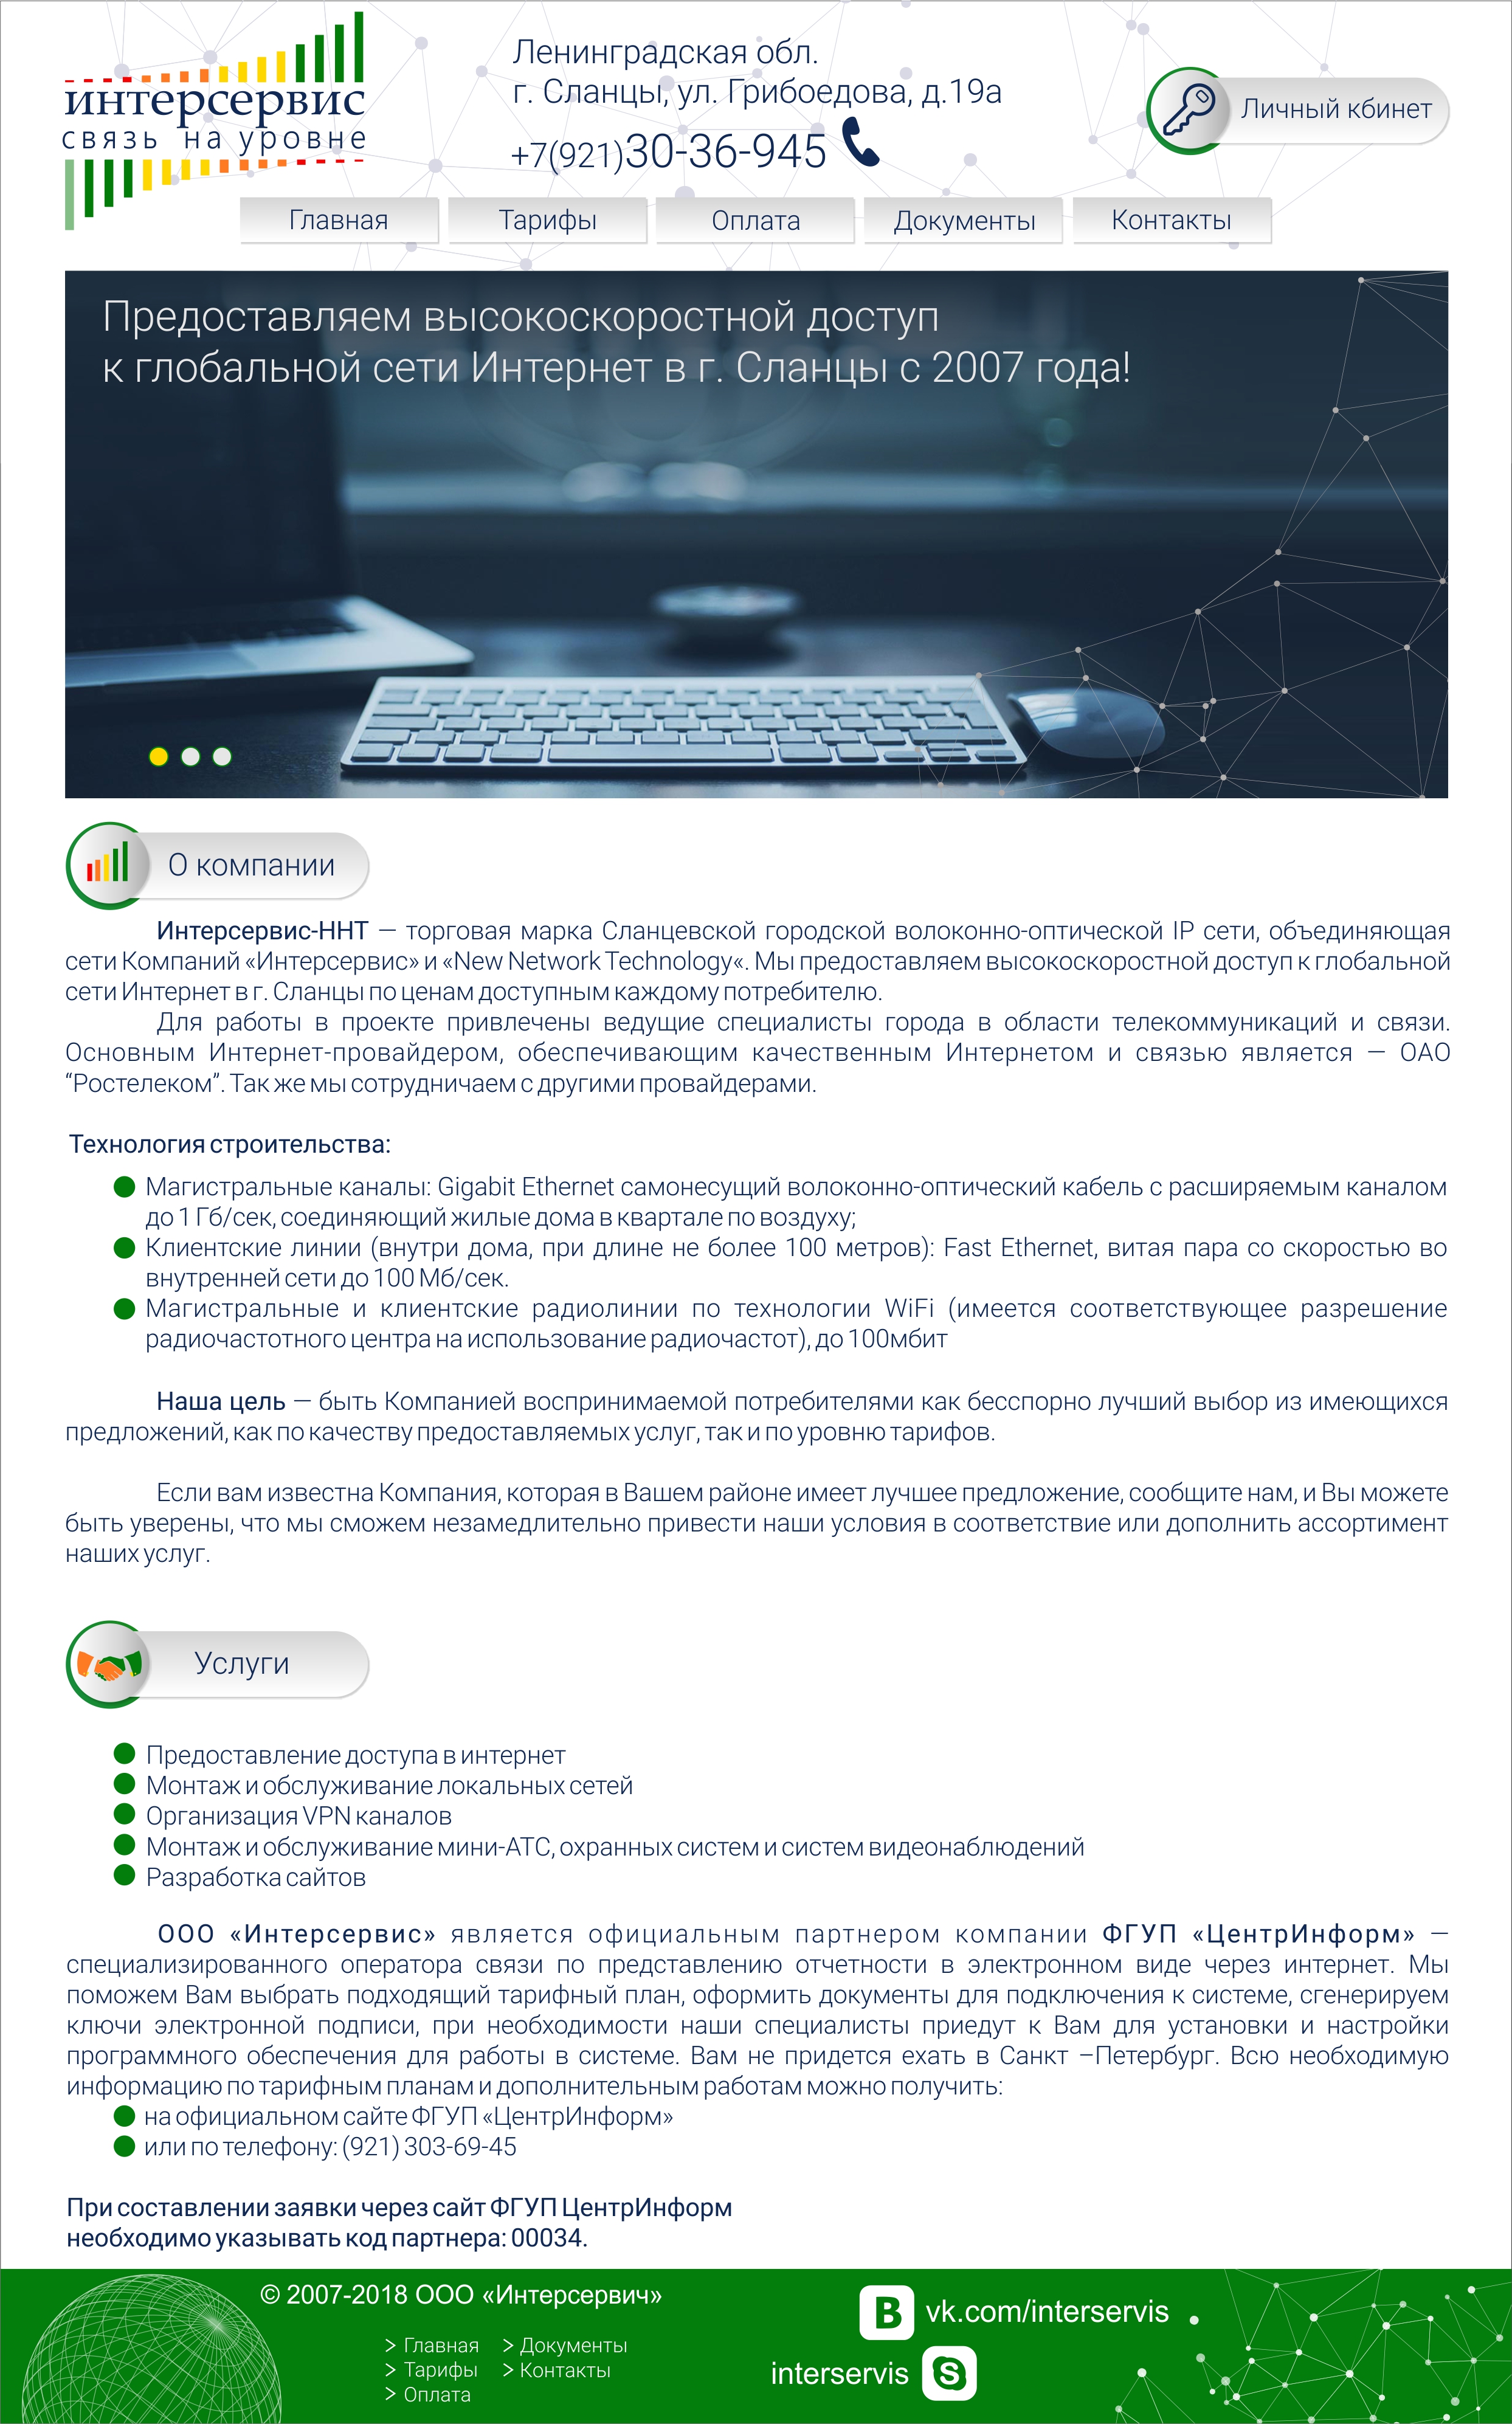 интерсервис
связь на уровне
Ленинградская обл.
г. Сланцы, ул. Грибоедова, д.19а
+7(921)30-36-945
Личный кбинет
Главная
Тарифы
Оплата
Документы
Контакты
Предоставляем высокоскоростной доступ
к глобальной сети Интернет в г. Сланцы с 2007 года!
О компании
Интерсервис-ННТ — торговая марка Сланцевской городской волоконно-оптической IP сети, объединяющая
сети Компаний «Интерсервис» и «New Network Technology«. Мы предоставляем высокоскоростной доступ к глобальной
сети Интернет в г. Сланцы по ценам доступным каждому потребителю.
Для работы в проекте привлечены ведущие специалисты города в области телекоммуникаций и связи.
Основным Интернет-провайдером, обеспечивающим качественным Интернетом и связью является — ОАО
“Ростелеком”. Так же мы сотрудничаем с другими провайдерами.
Технология строительства:
Магистральные каналы: Gigabit Ethernet самонесущий волоконно-оптический кабель с расширяемым каналом
до 1 Гб/сек, соединяющий жилые дома в квартале по воздуху;
Клиентские линии (внутри дома, при длине не более 100 метров): Fast Ethernet, витая пара со скоростью во
внутренней сети до 100 Мб/сек.
Магистральные и клиентские радиолинии по технологии WiFi (имеется соответствующее разрешение
радиочастотного центра на использование радиочастот), до 100мбит
Наша цель — быть Компанией воспринимаемой потребителями как бесспорно лучший выбор из имеющихся
предложений, как по качеству предоставляемых услуг, так и по уровню тарифов.
Если вам известна Компания, которая в Вашем районе имеет лучшее предложение, сообщите нам, и Вы можете
быть уверены, что мы сможем незамедлительно привести наши условия в соответствие или дополнить ассортимент
наших услуг.
Услуги
Предоставление доступа в интернет
Монтаж и обслуживание локальных сетей
Организация VPN каналов
Монтаж и обслуживание мини-АТС, охранных систем и систем видеонаблюдений
Разработка сайтов
ООО «Интерсервис» является официальным партнером компании ФГУП «ЦентрИнформ» —
специализированного оператора связи по представлению отчетности в электронном виде через интернет. Мы
поможем Вам выбрать подходящий тарифный план, оформить документы для подключения к системе, сгенерируем
ключи электронной подписи, при необходимости наши специалисты приедут к Вам для установки и настройки
программного обеспечения для работы в системе. Вам не придется ехать в Санкт –Петербург. Всю необходимую
информацию по тарифным планам и дополнительным работам можно получить:
на официальном сайте ФГУП «ЦентрИнформ»
или по телефону: (921) 303-69-45
При составлении заявки через сайт ФГУП ЦентрИнформ
необходимо указывать код партнера: 00034.
© 2007-2018 ООО «Интерсервич»
> Главная
> Тарифы
> Оплата
> Документы
> Контакты
B vk.com/interservis
interservis S